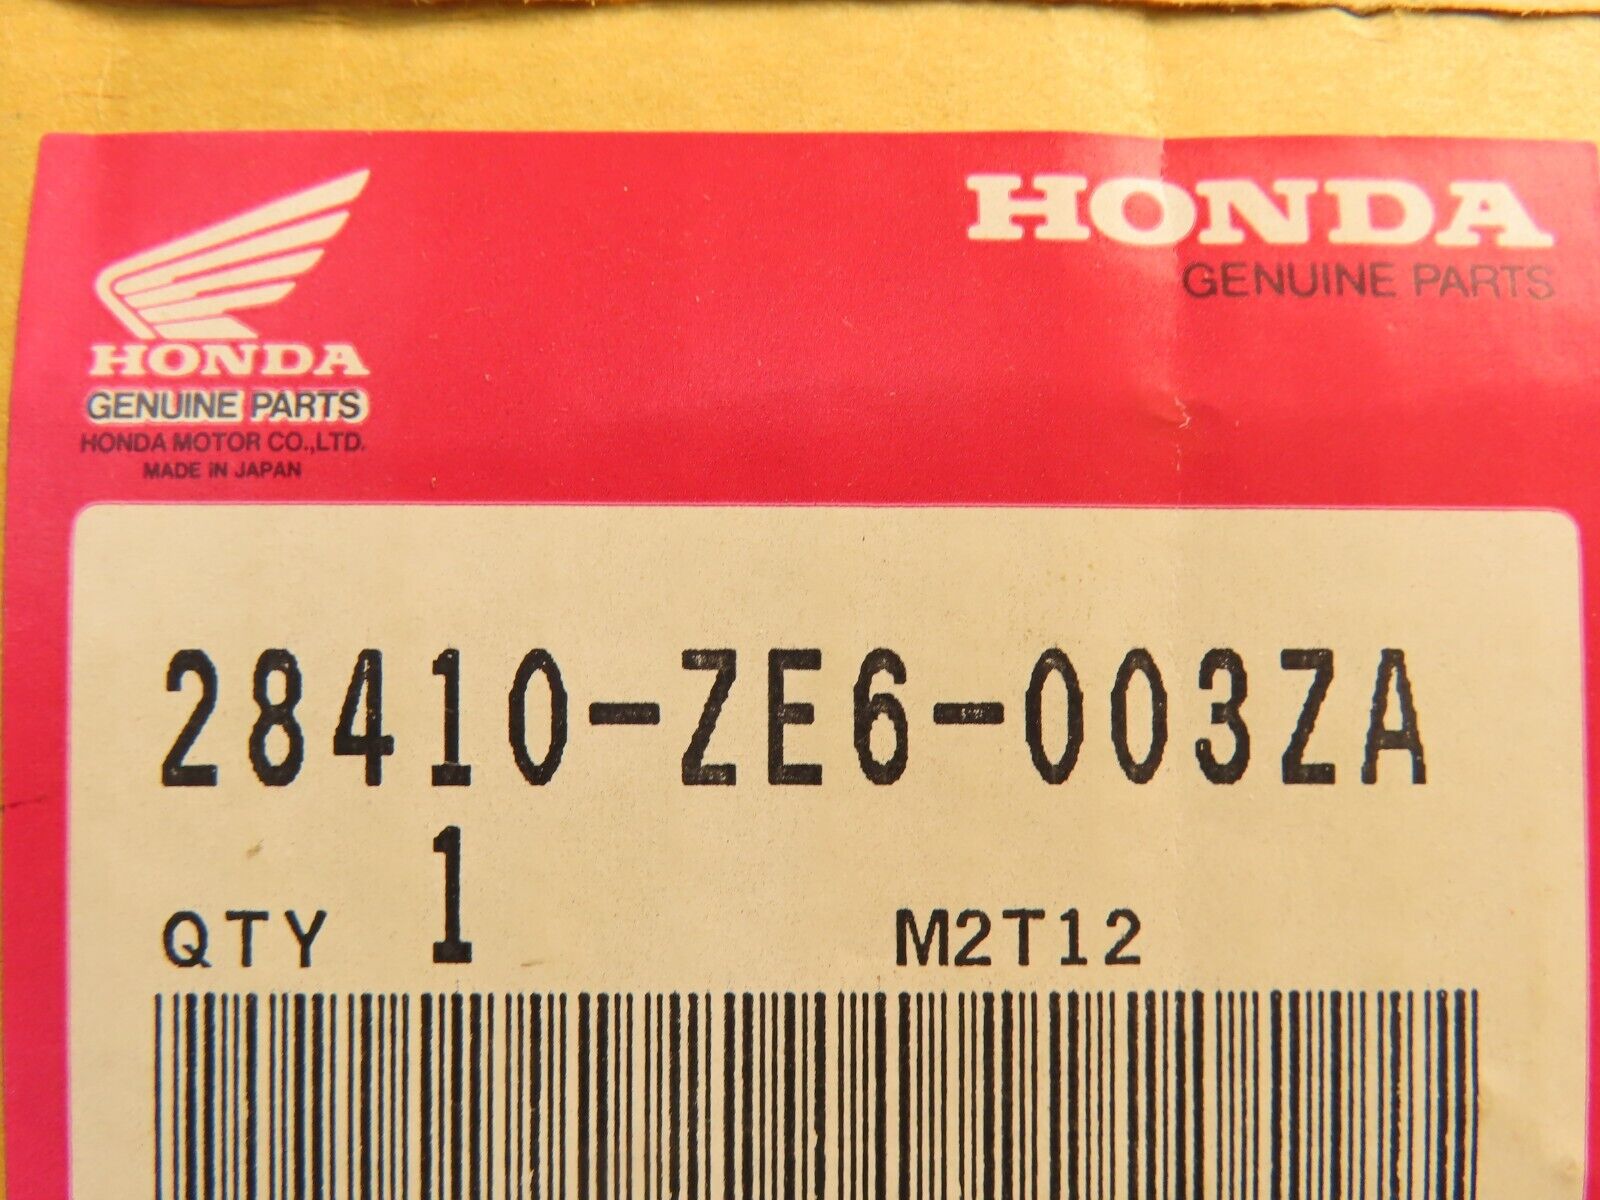 HONDA
GENUINE PARTS
HONDA
GENUINE PARTS
HONDA MOTOR CO.,LTD.
MADE IN JAPAN
28410-ZE6-003ZA
QTY 1 M2T12